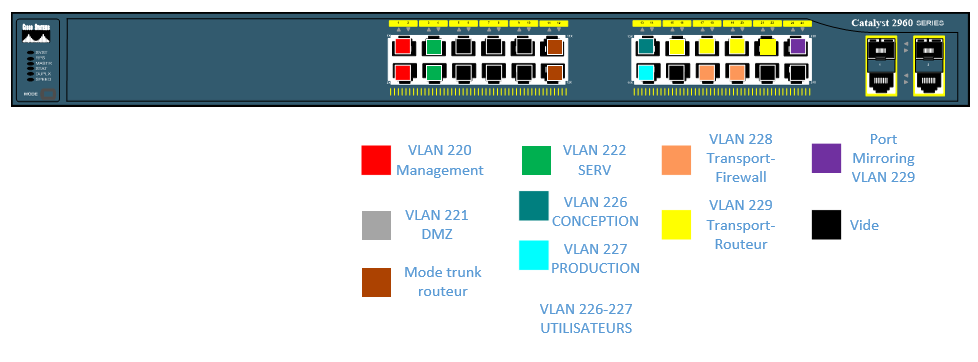 Cisco Systems
Catalyst 2960 SERIES
MODE
VLAN 220
Management
VLAN 221
DMZ
Mode trunk
routeur
VLAN 222
SERV
VLAN 226
CONCEPTION
VLAN 227
PRODUCTION
VLAN 226-227
UTILISATEURS
VLAN 228
Transport-
Firewall
VLAN 229
Transport-
Routeur
Port
Mirroring
VLAN 229
Vide